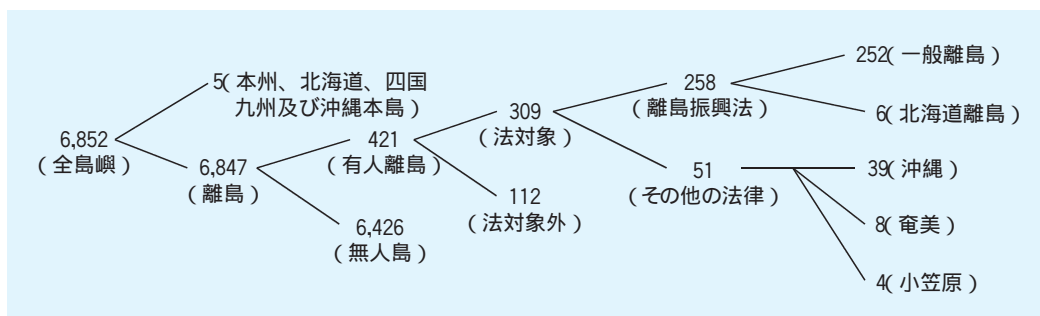 6,852
(全島嶼)
5(本州、北海道、四国
九州及び沖縄本島)
6,847
(離島)
421
(有人離島)
6,426
(無人島)
309
(法対象)
112
(法対象外)
258
(離島振興法)
51
(その他の法律)
252(一般離島)
6(北海道離島)
39(沖縄)
8(奄美)
4(小笠原)